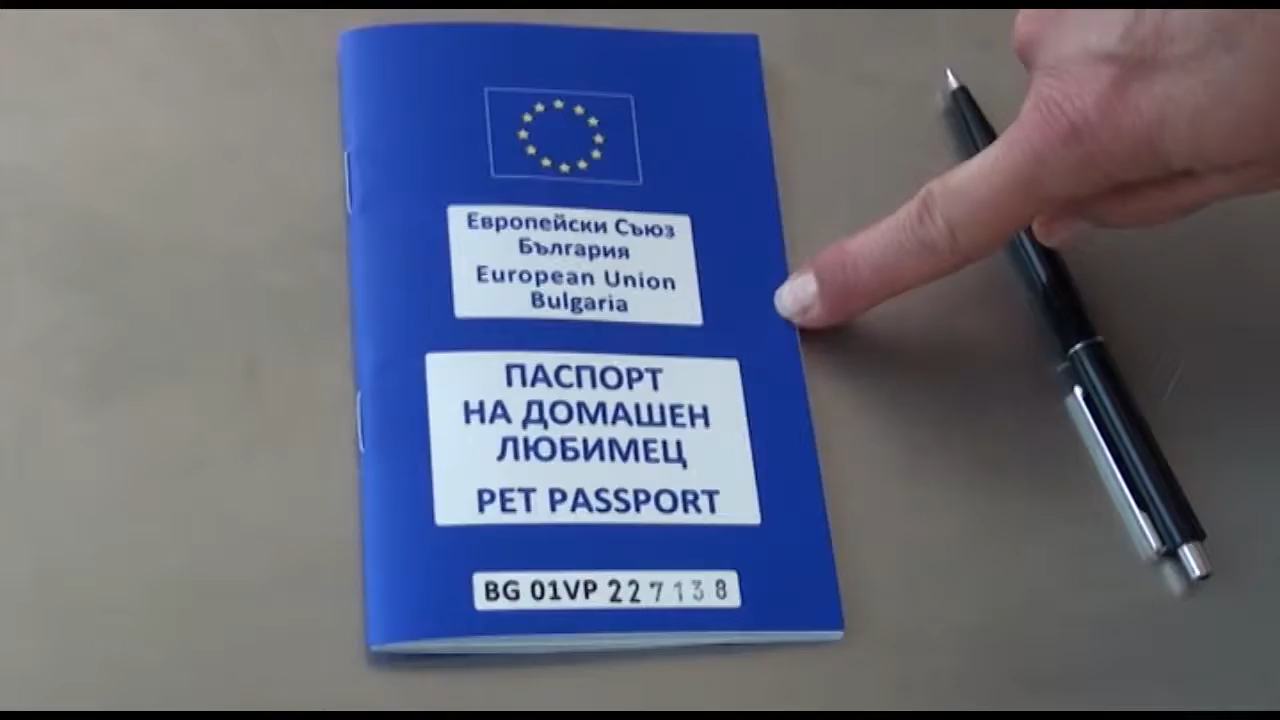 Европейски Съюз
България
European Union
Bulgaria
ПАСПОРТ
НА ДОМАШЕН
ЛЮБИМЕЦ
PET PASSPORT
BG 01VP 227138